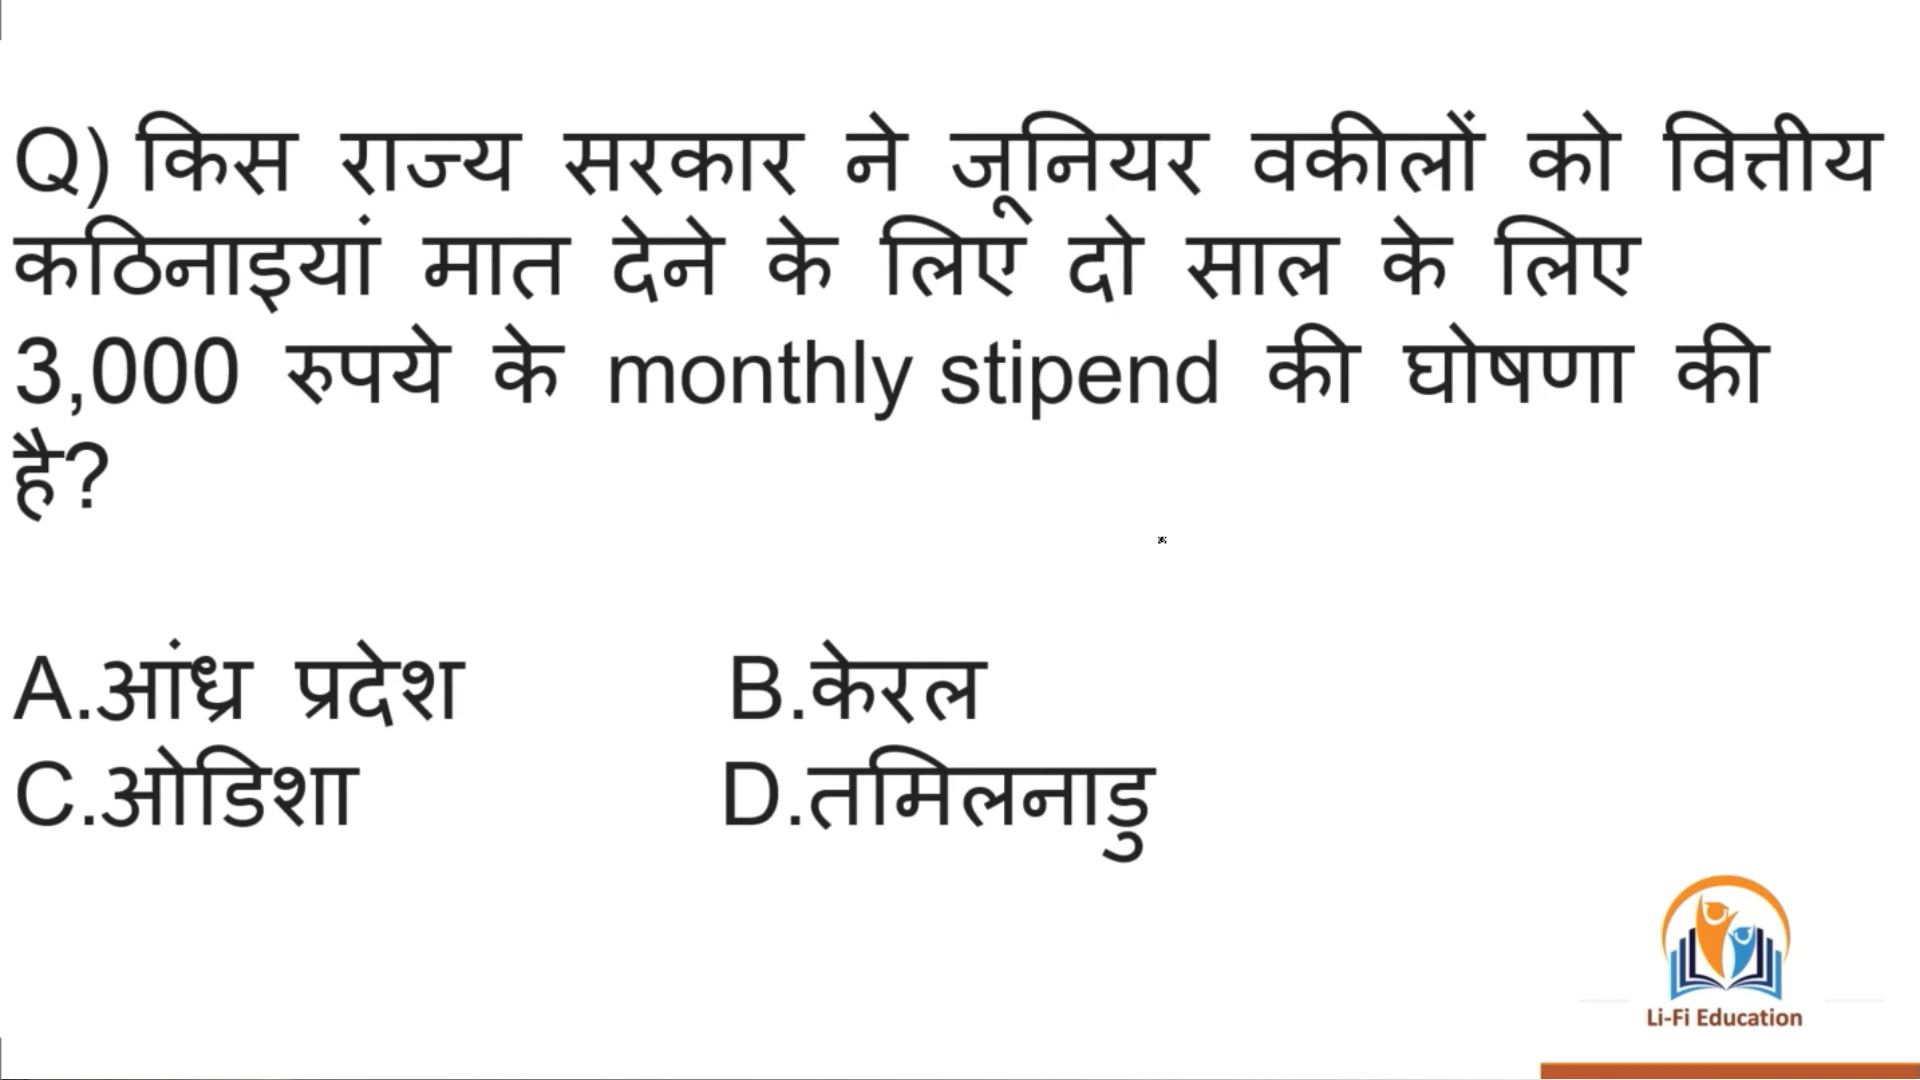 Q) किस राज्य सरकार ने जूनियर वकीलों को वित्तीय
कठिनाइयां मात देने के लिए दो साल के लिए
3,000 रुपये के monthly stipend की घोषणा की
है?
A.आंध्र प्रदेश B.केरल
C.ओडिशा D.तमिलनाडु
Li-Fi Education